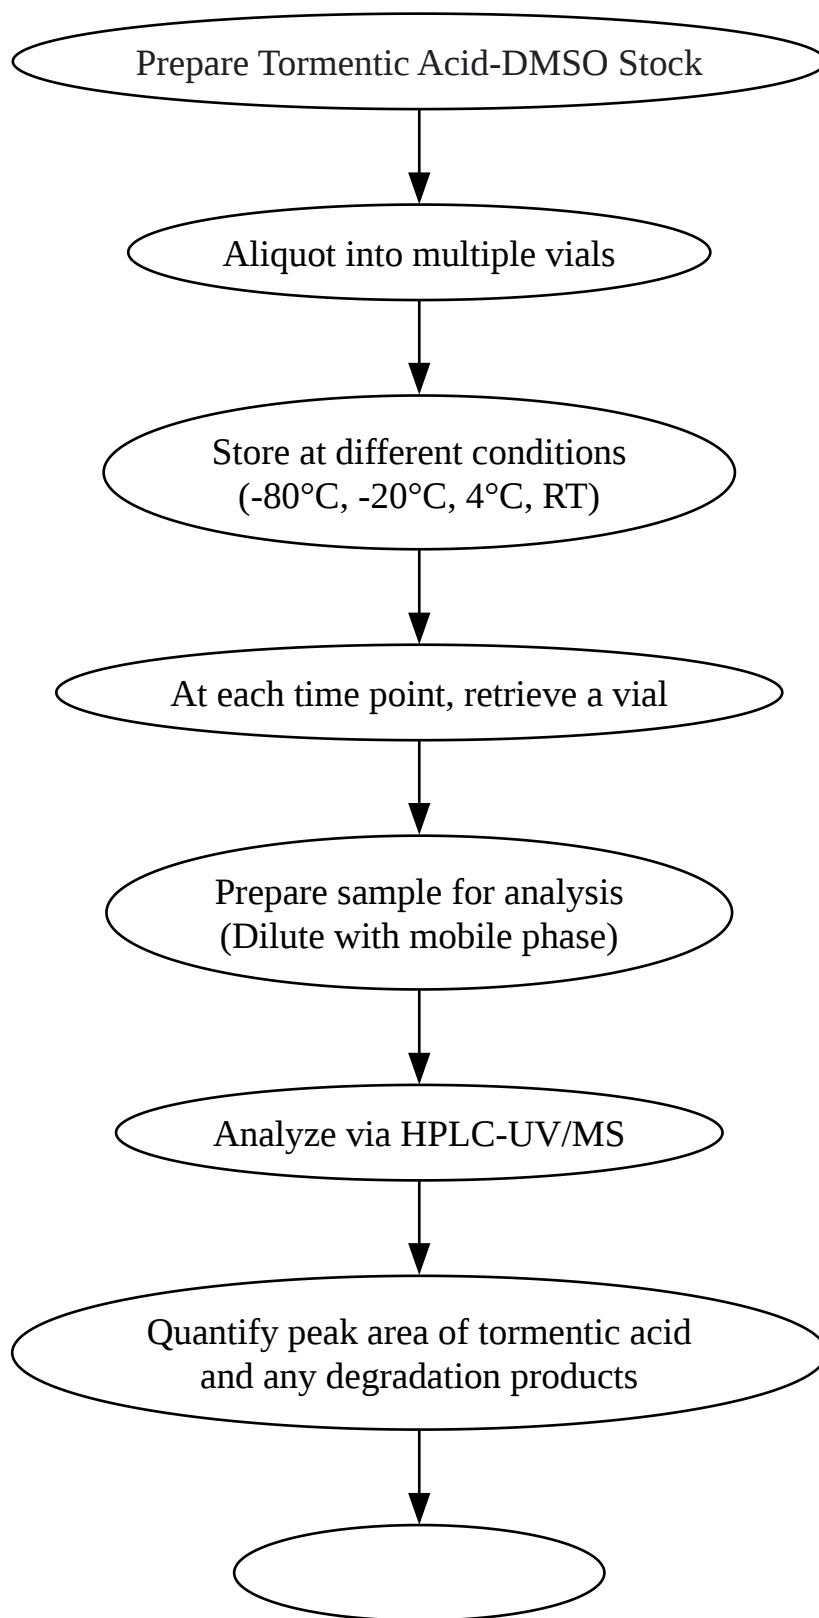 Prepare Tormentic Acid-DMSO Stock
Aliquot into multiple vials
Store at different conditions
(-80°C, -20°C, 4°C, RT)
At each time point, retrieve a vial
Prepare sample for analysis
(Dilute with mobile phase)
Analyze via HPLC-UV/MS
Quantify peak area of tormentic acid
and any degradation products